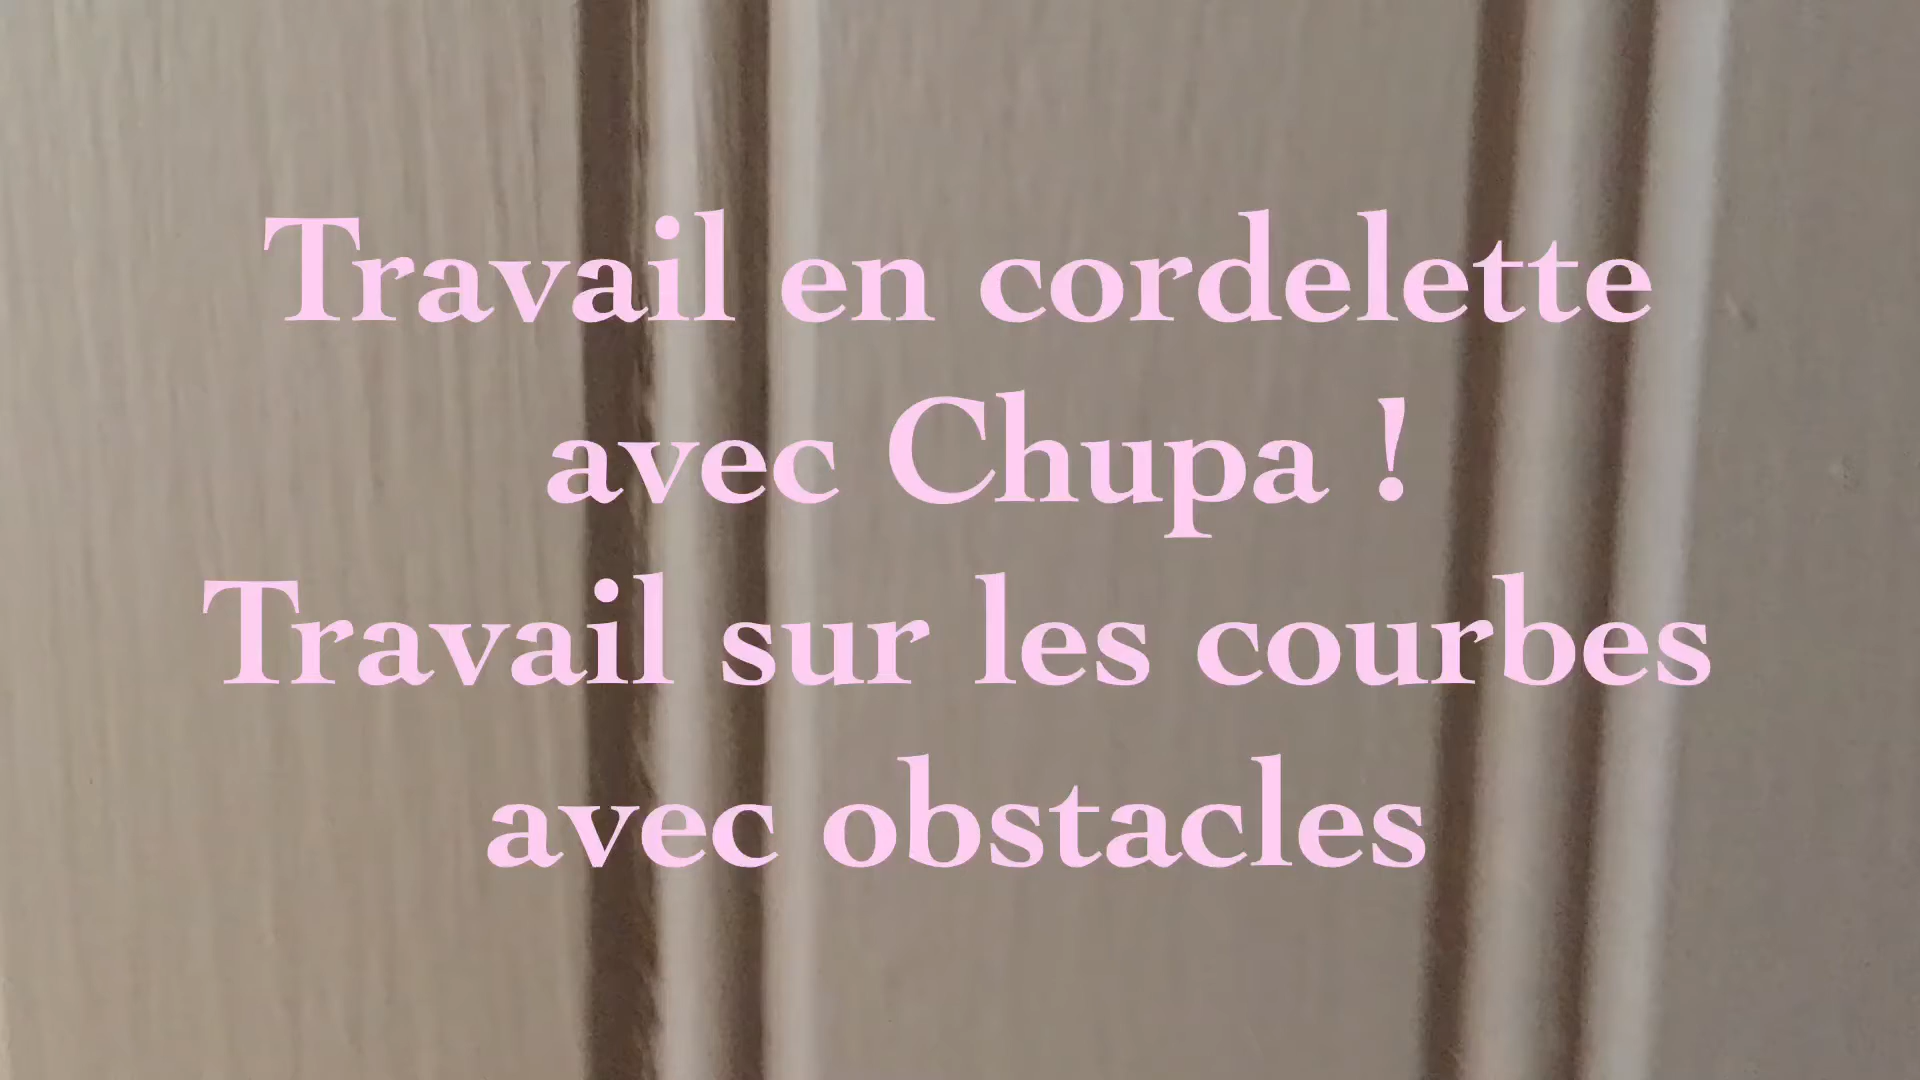 Travail en cordelette
avec Chupa !
Travail sur les courbes
avec obstacles